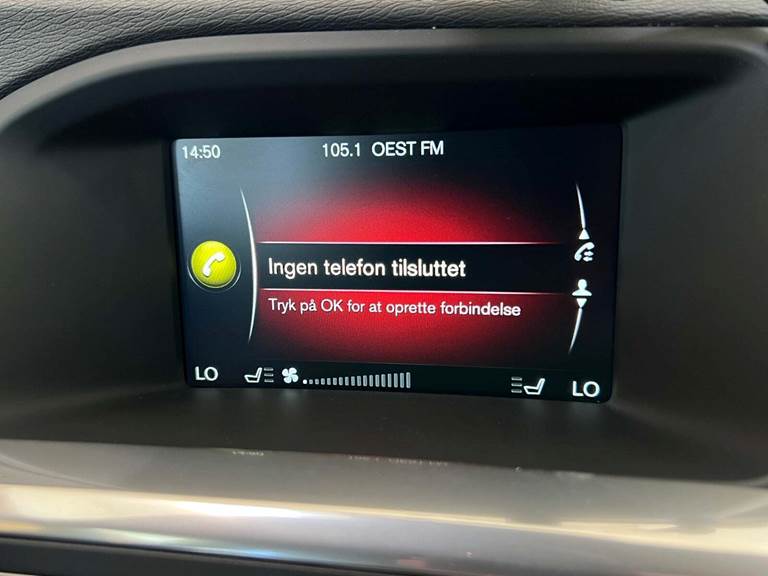 14:50 105.1 OEST FM
Ingen telefon tilsluttet
Tryk på OK for at oprette forbindelse
LO LO